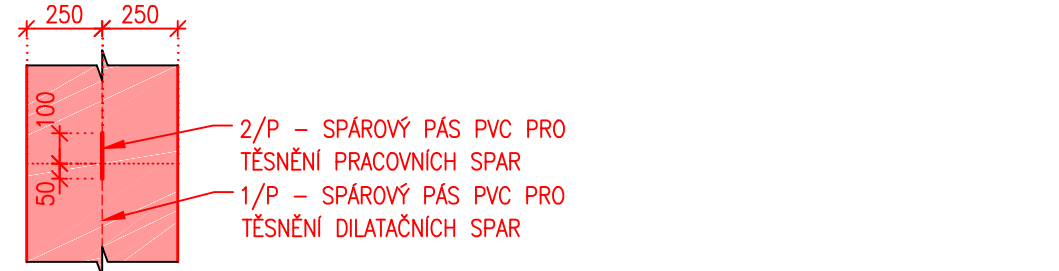 250 250
100
50
2/P – SPÁROVÝ PÁS PVC PRO
TĚSNĚNÍ PRACOVNÍCH SPAR
1/P – SPÁROVÝ PÁS PVC PRO
TĚSNĚNÍ DILATAČNÍCH SPAR